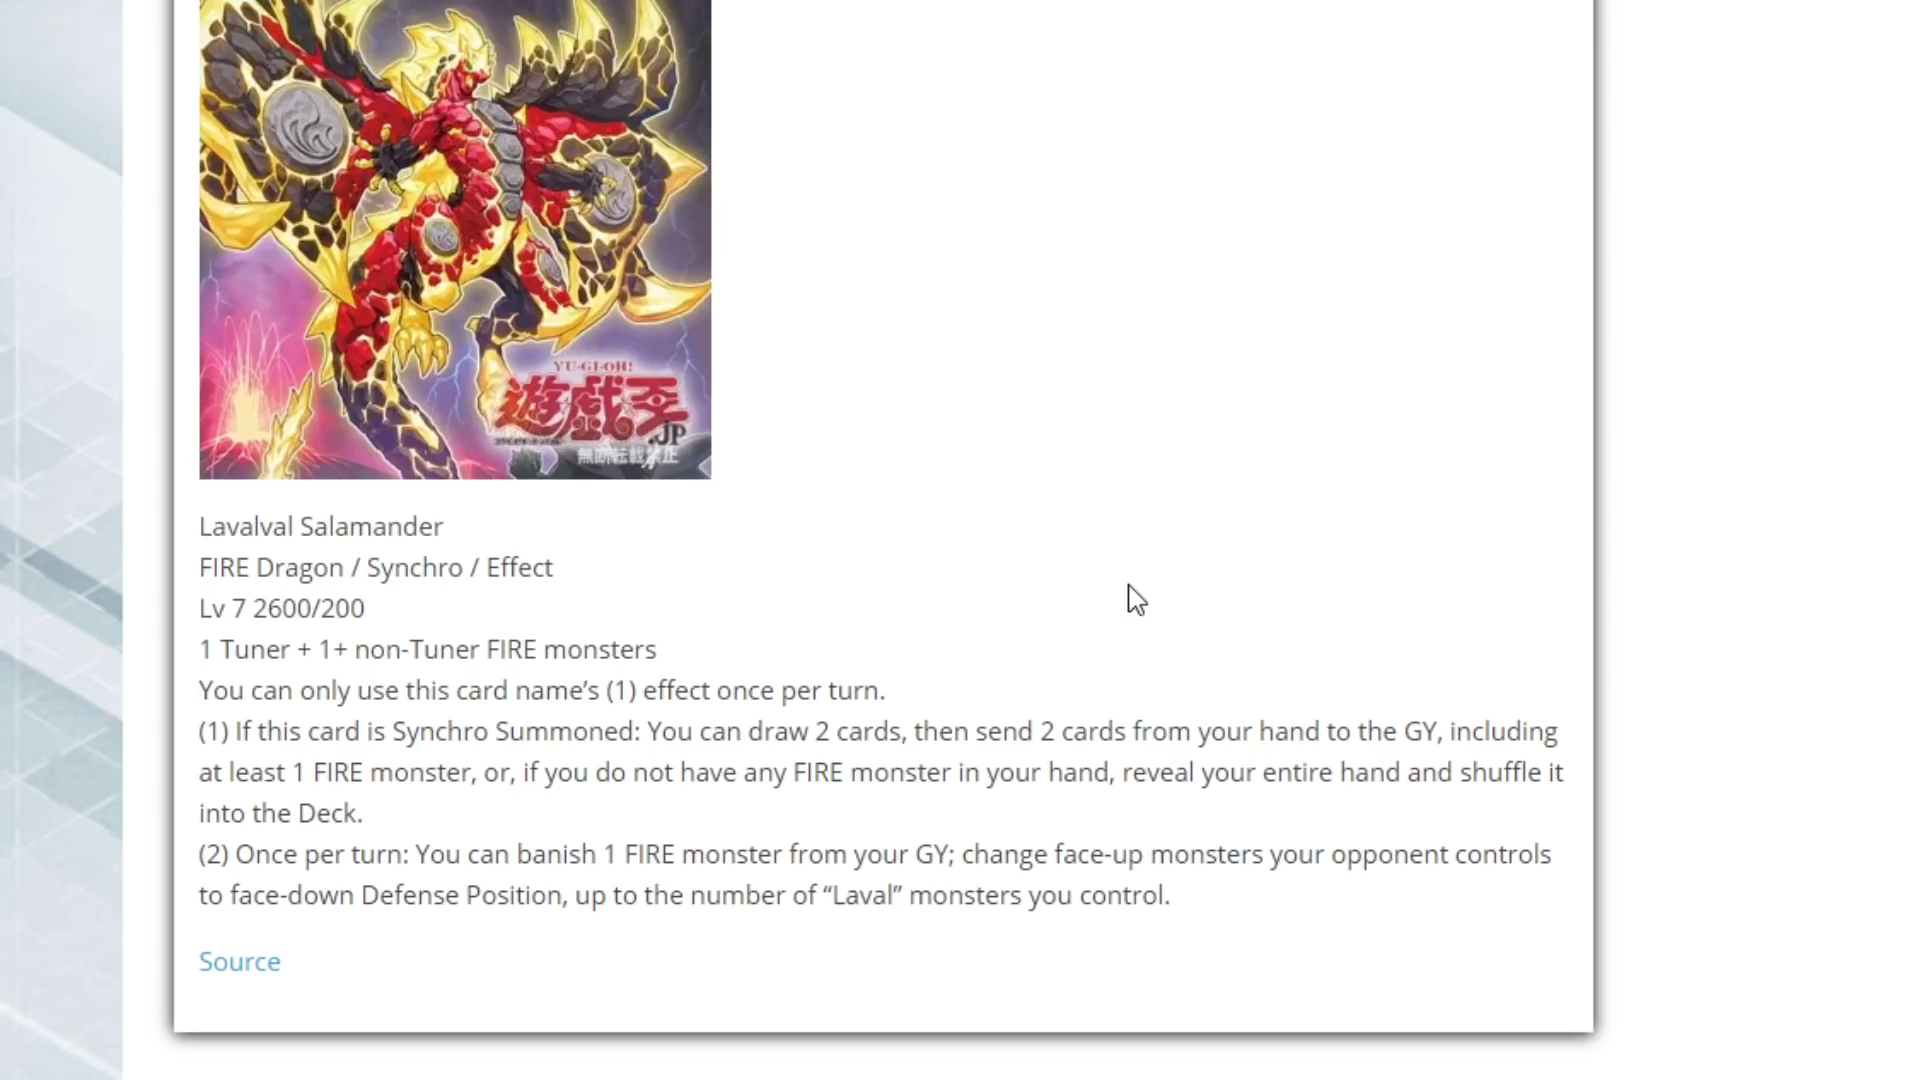 YU-GI-OH!
遊戯王
.JP
無断転載禁止
Lavalval Salamander
FIRE Dragon / Synchro / Effect
Lv 7 2600/200
1 Tuner + 1+ non-Tuner FIRE monsters
You can only use this card name’s (1) effect once per turn.
(1) If this card is Synchro Summoned: You can draw 2 cards, then send 2 cards from your hand to the GY, including
at least 1 FIRE monster, or, if you do not have any FIRE monster in your hand, reveal your entire hand and shuffle it
into the Deck.
(2) Once per turn: You can banish 1 FIRE monster from your GY; change face-up monsters your opponent controls
to face-down Defense Position, up to the number of “Laval” monsters you control.
Source